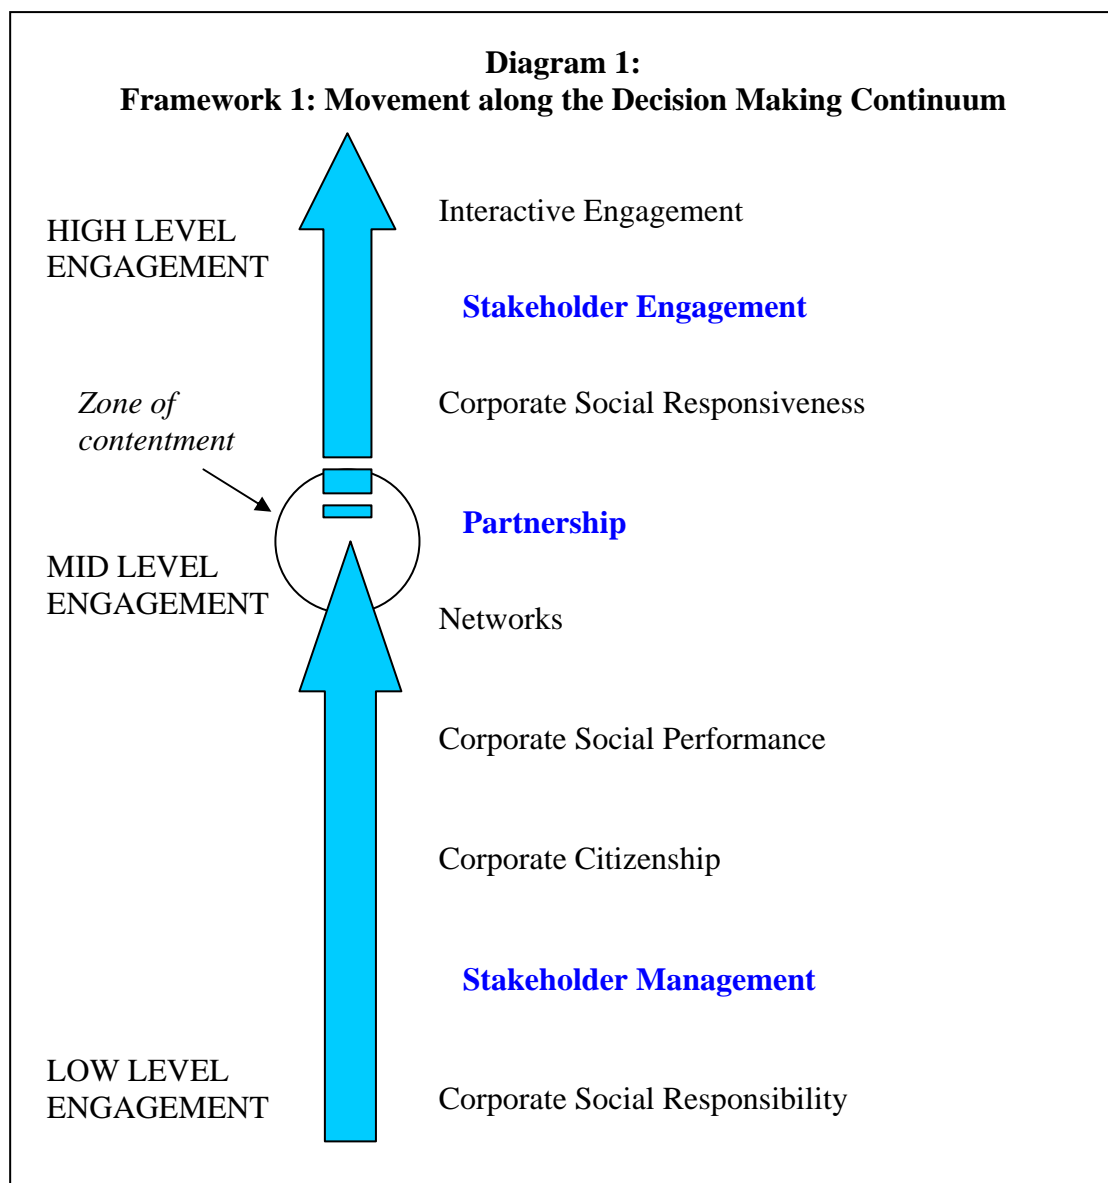 Diagram 1:
Framework 1: Movement along the Decision Making Continuum
Interactive Engagement
HIGH LEVEL
ENGAGEMENT
Stakeholder Engagement
Zone of
contentment
Corporate Social Responsiveness
Partnership
MID LEVEL
ENGAGEMENT
Networks
Corporate Social Performance
Corporate Citizenship
Stakeholder Management
LOW LEVEL
ENGAGEMENT
Corporate Social Responsibility